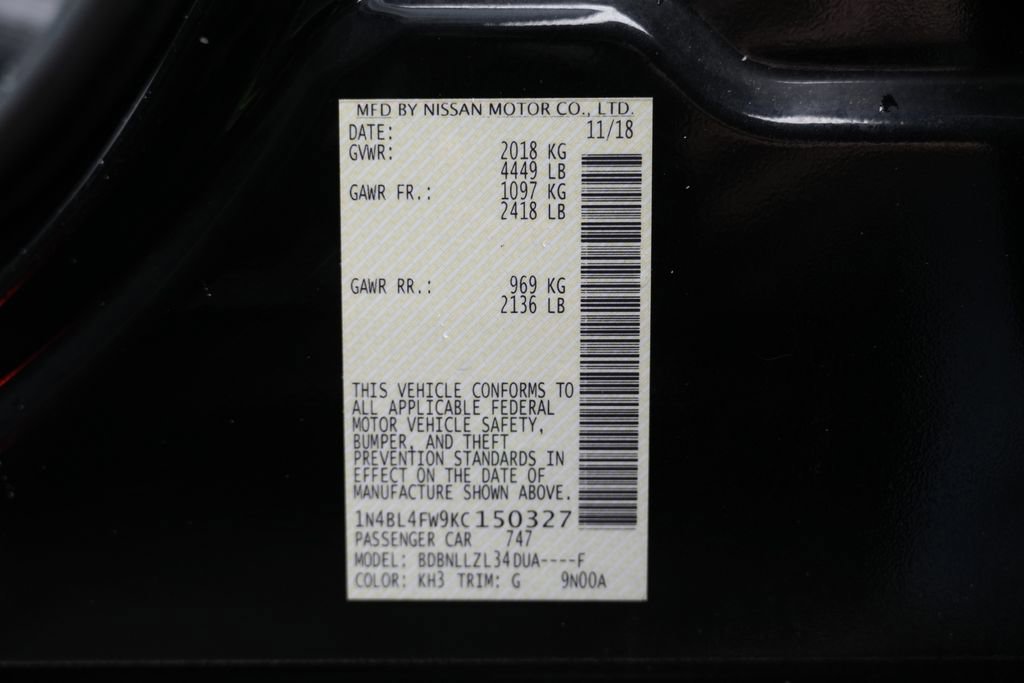 MFD BY NISSAN MOTOR CO., LTD.
DATE: 11/18
GVWR: 2018 KG
4449 LB
GAWR FR.: 1097 KG
2418 LB
GAWR RR.: 969 KG
2136 LB
THIS VEHICLE CONFORMS TO
ALL APPLICABLE FEDERAL
MOTOR VEHICLE SAFETY,
BUMPER, AND THEFT
PREVENTION STANDARDS IN
EFFECT ON THE DATE OF
MANUFACTURE SHOWN ABOVE.
1N4BL4FW9KC150327
PASSENGER CAR 747
MODEL: BDBNLLZL34DUA----F
COLOR: KH3 TRIM: G 9N00A